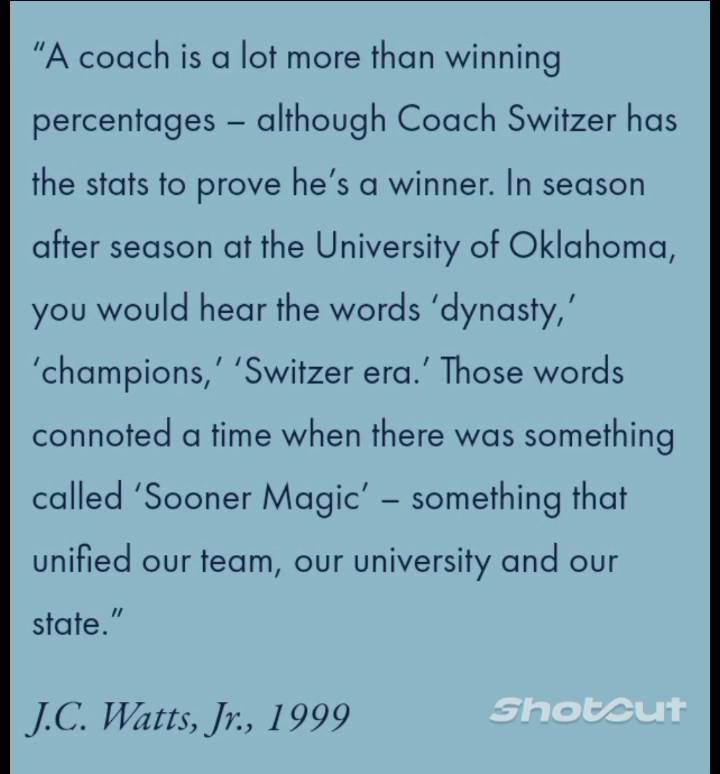 “A coach is a lot more than winning
percentages – although Coach Switzer has
the stats to prove he’s a winner. In season
after season at the University of Oklahoma,
you would hear the words ‘dynasty,’
‘champions,’ ‘Switzer era.’ Those words
connoted a time when there was something
called ‘Sooner Magic’ – something that
unified our team, our university and our
state.”
J.C. Watts, Jr., 1999
ShotCut